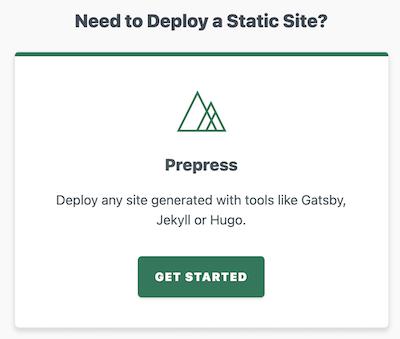 Need to Deploy a Static Site?
Prepress
Deploy any site generated with tools like Gatsby,
Jekyll or Hugo.
GET STARTED